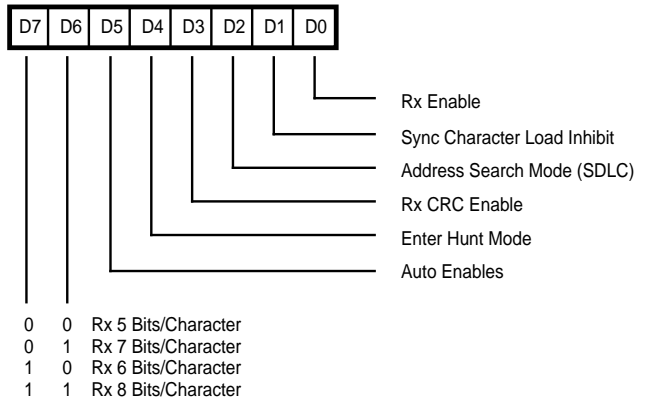 D7 D6 D5 D4 D3 D2 D1 D0
Rx Enable
Sync Character Load Inhibit
Address Search Mode (SDLC)
Rx CRC Enable
Enter Hunt Mode
Auto Enables
0 0 Rx 5 Bits/Character
0 1 Rx 7 Bits/Character
1 0 Rx 6 Bits/Character
1 1 Rx 8 Bits/Character